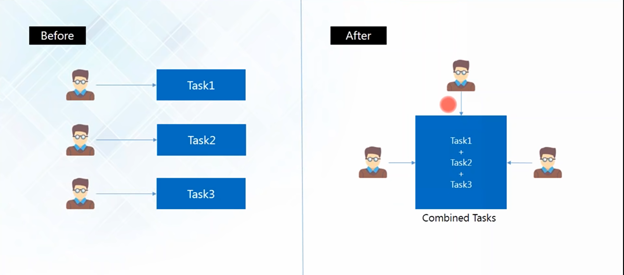 Before
Task1
Task2
Task3
After
Task1
+
Task2
+
Task3
Combined Tasks